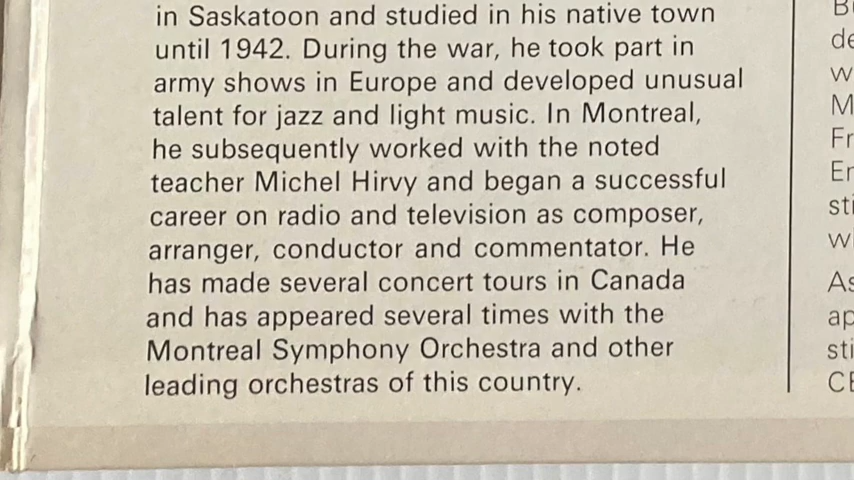 in Saskatoon and studied in his native town
until 1942. During the war, he took part in
army shows in Europe and developed unusual
talent for jazz and light music. In Montreal,
he subsequently worked with the noted
teacher Michel Hirvy and began a successful
career on radio and television as composer,
arranger, conductor and commentator. He
has made several concert tours in Canada
and has appeared several times with the
Montreal Symphony Orchestra and other
leading orchestras of this country.